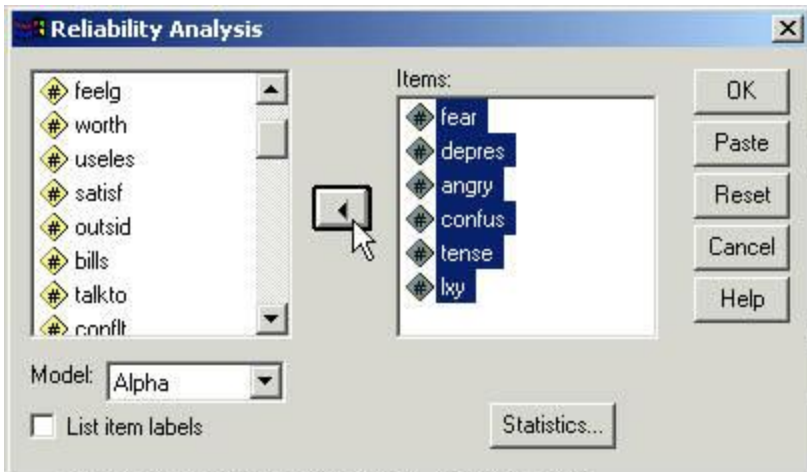 Reliability Analysis
feelg
worth
useles
satisf
outsid
bills
talkto
conflt
Items:
fear
depres
angry
confus
tense
lxy
OK
Paste
Reset
Cancel
Help
Model:
Alpha
List item labels
Statistics...